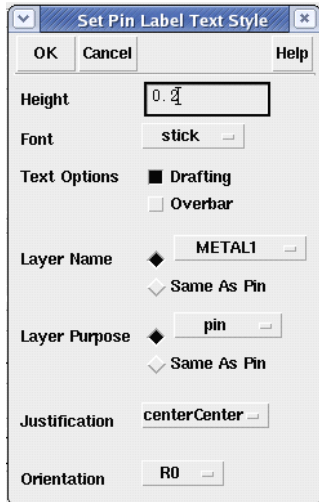 Set Pin Label Text Style
OK Cancel Help
Height 0.2
Font stick
Text Options Drafting
Overbar
Layer Name METAL1
Same As Pin
Layer Purpose pin
Same As Pin
Justification centerCenter
Orientation R0